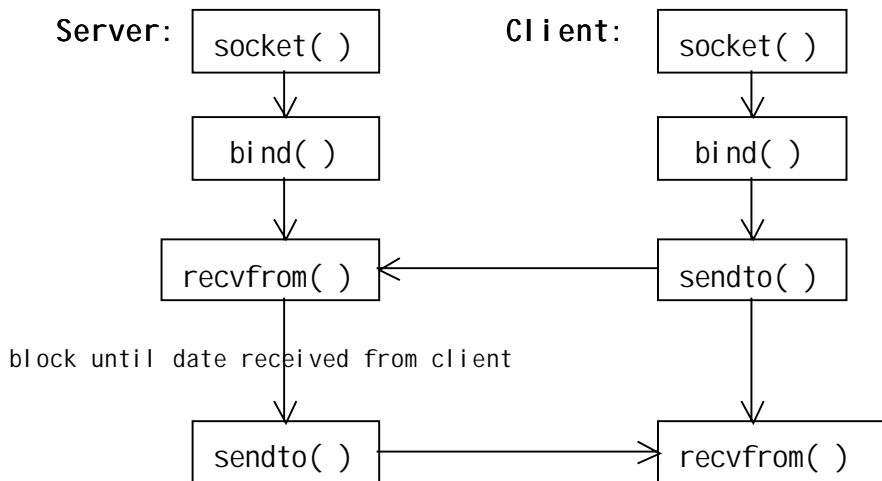 Server:
socket( )
Client:
socket( )
bind( )
bind( )
recvfrom( )
sendto( )
block until date received from client
sendto( )
recvfrom( )